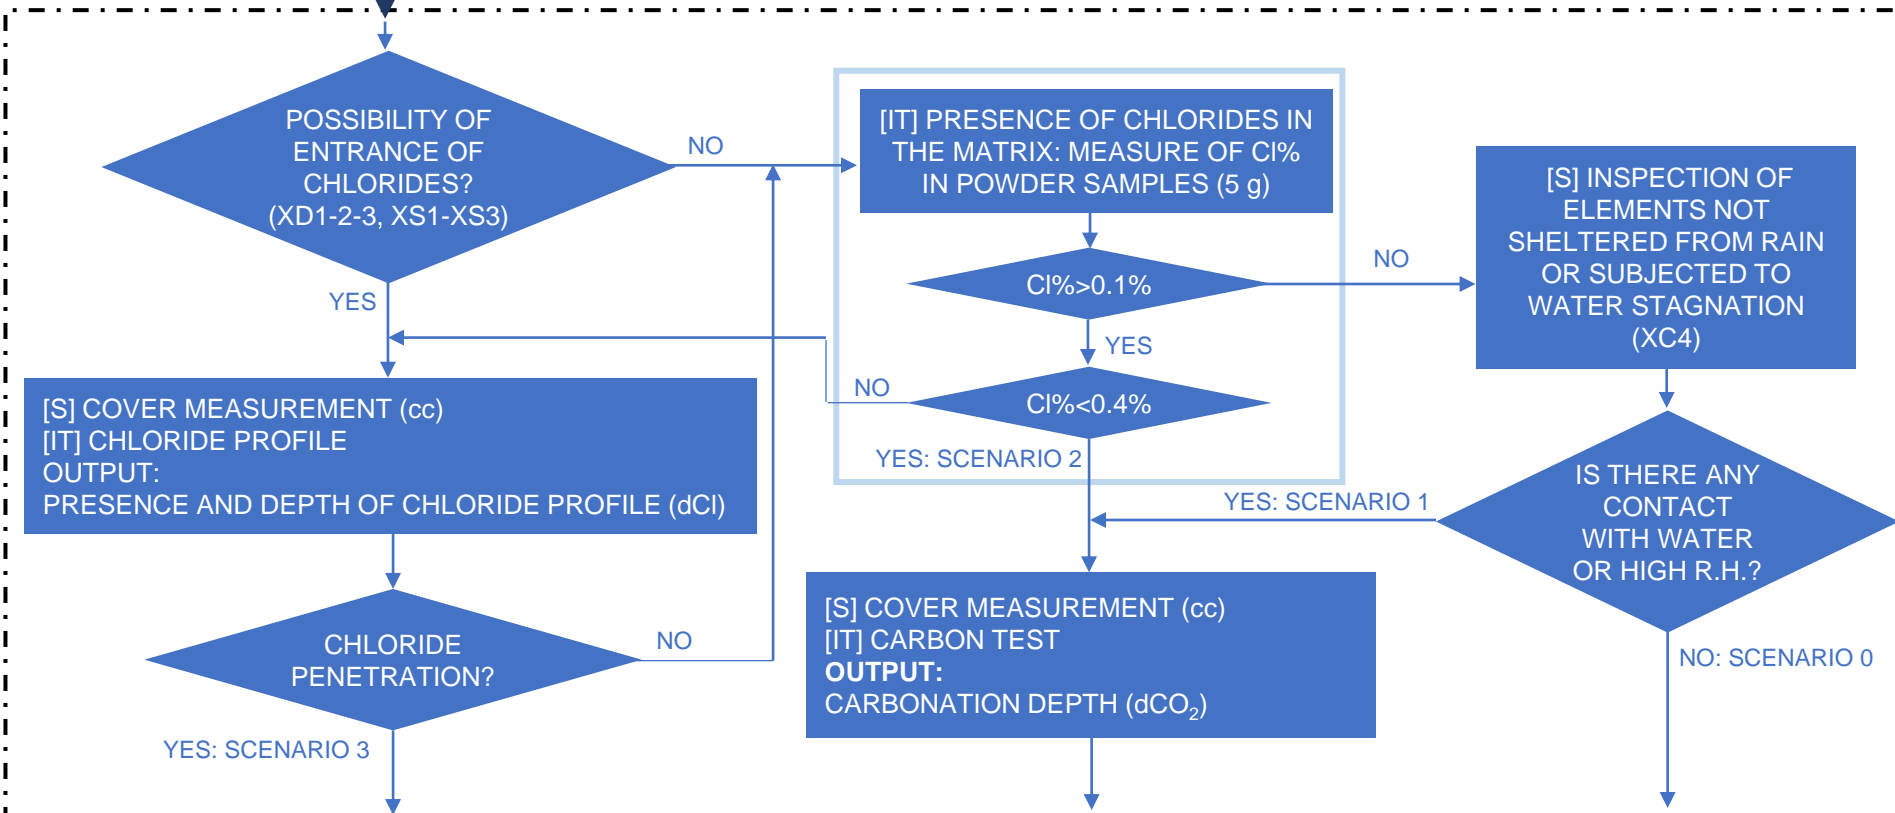 POSSIBILITY OF
ENTRANCE OF
CHLORIDES?
(XD1-2-3, XS1-XS3)
NO
YES
[IT] PRESENCE OF CHLORIDES IN
THE MATRIX: MEASURE OF Cl%
IN POWDER SAMPLES (5 g)
Cl%>0.1%
NO
YES
Cl%<0.4%
NO
YES: SCENARIO 2
[S] INSPECTION OF
ELEMENTS NOT
SHELTERED FROM RAIN
OR SUBJECTED TO
WATER STAGNATION
(XC4)
[S] COVER MEASUREMENT (cc)
[IT] CHLORIDE PROFILE
OUTPUT:
PRESENCE AND DEPTH OF CHLORIDE PROFILE (dCl)
IS THERE ANY
CONTACT
WITH WATER
OR HIGH R.H.?
YES: SCENARIO 1
NO: SCENARIO 0
CHLORIDE
PENETRATION?
NO
YES: SCENARIO 3
[S] COVER MEASUREMENT (cc)
[IT] CARBON TEST
OUTPUT:
CARBONATION DEPTH (dCO₂)